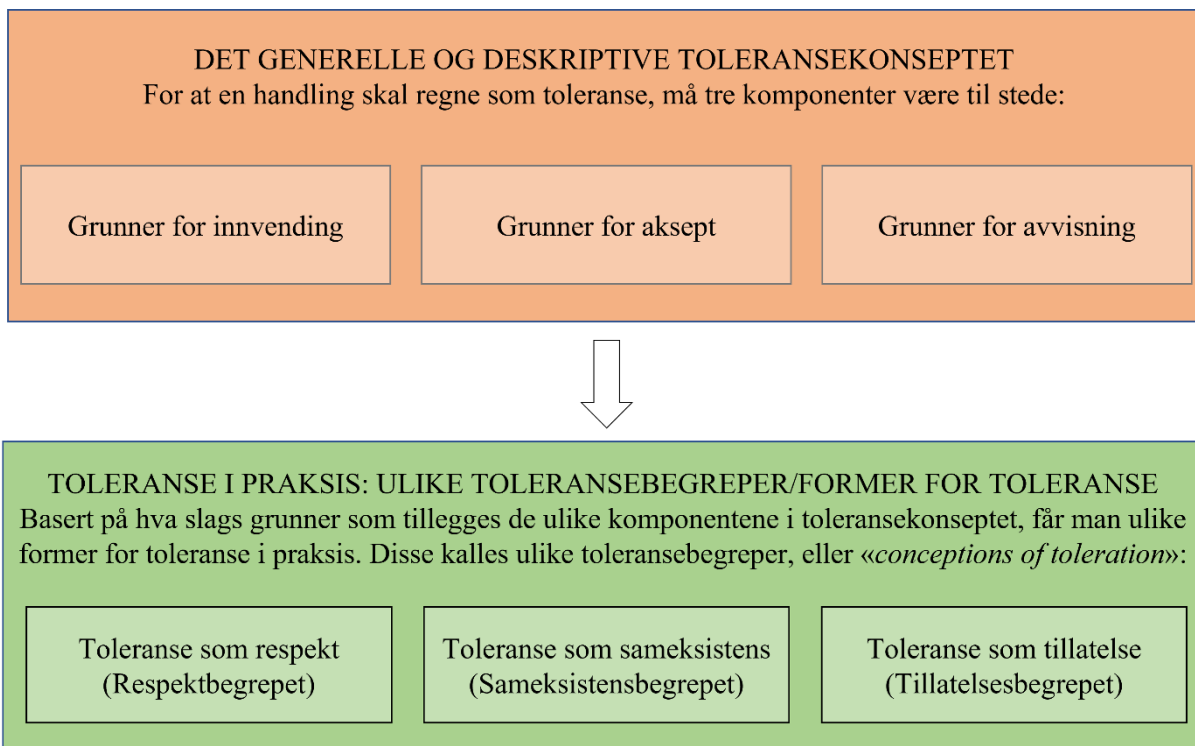 DET GENERELLE OG DESKRIPTIVE TOLERANSEKONSEPTET
For at en handling skal regne som toleranse, må tre komponenter være til stede:
Grunner for innvending
Grunner for aksept
Grunner for avvisning
TOLERANSE I PRAKSIS: ULIKE TOLERANSEBEGREPER/FORMER FOR TOLERANSE
Basert på hva slags grunner som tillegges de ulike komponentene i toleransekonseptet, får man ulike
former for toleranse i praksis. Disse kalles ulike toleransebegreper, eller «conceptions of toleration»:
Toleranse som respekt
(Respektbegrepet)
Toleranse som sameksistens
(Sameksistensbegrepet)
Toleranse som tillatelse
(Tillatelsesbegrepet)